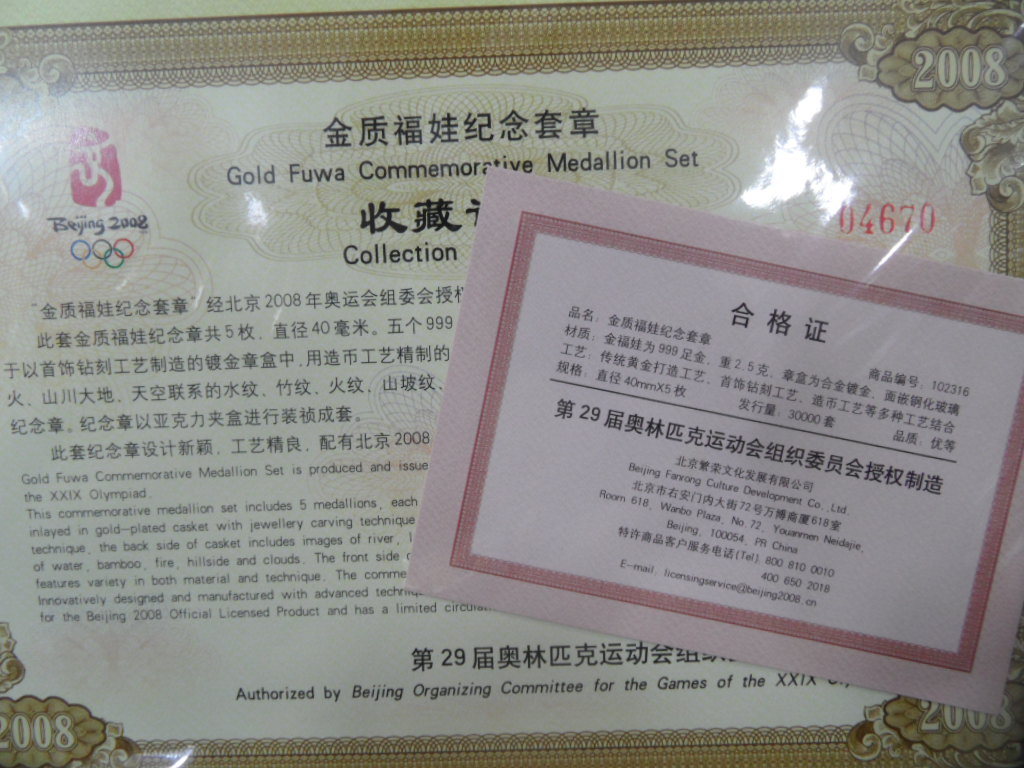 2008
金质福娃纪念套章
Gold Fuwa Commemorative Medallion Set
Beijing 2008
收藏
04670
Collection
“金质福娃纪念套章”经北京2008年奥运会组委会授
此套金质福娃纪念章共5枚，直径40毫米。五个999
于以首饰钻刻工艺制造的镀金章盒中，用造币工艺精制的
火、山川大地、天空联系的水纹、竹纹、火纹、山坡纹、
纪念章。纪念章以亚克力夹盒进行装祯成套。
此套纪念章设计新颖，工艺精良，配有北京2008
Gold Fuwa Commemorative Medallion Set is produced and issue
the XXIX Olympiad.
This commemorative medallion set includes 5 medallions, each
inlayed in gold-plated casket with jewellery carving technique
technique, the back side of casket includes images of river,
of water, bamboo, fire, hillside and clouds. The front side
features variety in both material and technique. The comme
Innovatively designed and manufactured with advanced techni
for the Beijing 2008 Official Licensed Product and has a limited circula
第29届奥林匹克运动会组织
Authorized by Beijing Organizing Committee for the Games of the XXIX
2008
2008
合格证
品名：金质福娃纪念套章
商品编号：102316
材质：金福娃为999足金，重2.5克，章盒为合金镀金，面嵌钢化玻璃
工艺：传统黄金打造工艺、首饰钻刻工艺、造币工艺等多种工艺结合
规格：直径40mmX5枚 发行量：30000套 品质：优等
第29届奥林匹克运动会组织委员会授权制造
北京繁荣文化发展有限公司
Beijing Fanrong Culture Development Co.,Ltd.
北京市右安门内大街72号万博商厦618室
Room 618, Wanbo Plaza, No.72, Youanmen Neidajie,
Beijing, 100054, PR China
特许商品客户服务电话(Tel) 800 810 0010
400 650 2018
E-mail: licensingservice@beijing2008.cn